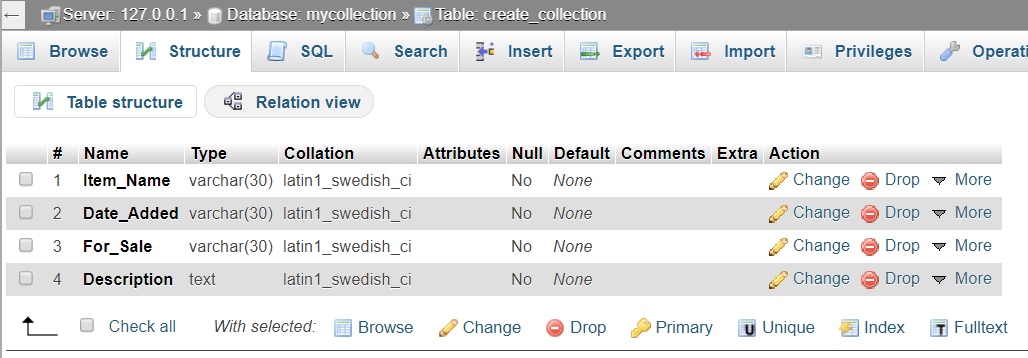 ← Server: 127.0.0.1 » Database: mycollection » Table: create_collection
Browse Structure SQL Search Insert Export Import Privileges Operati
Table structure Relation view
# Name Type Collation Attributes Null Default Comments Extra Action
1 Item_Name varchar(30) latin1_swedish_ci No None Change Drop More
2 Date_Added varchar(30) latin1_swedish_ci No None Change Drop More
3 For_Sale varchar(30) latin1_swedish_ci No None Change Drop More
4 Description text latin1_swedish_ci No None Change Drop More
Check all With selected: Browse Change Drop Primary Unique Index Fulltext